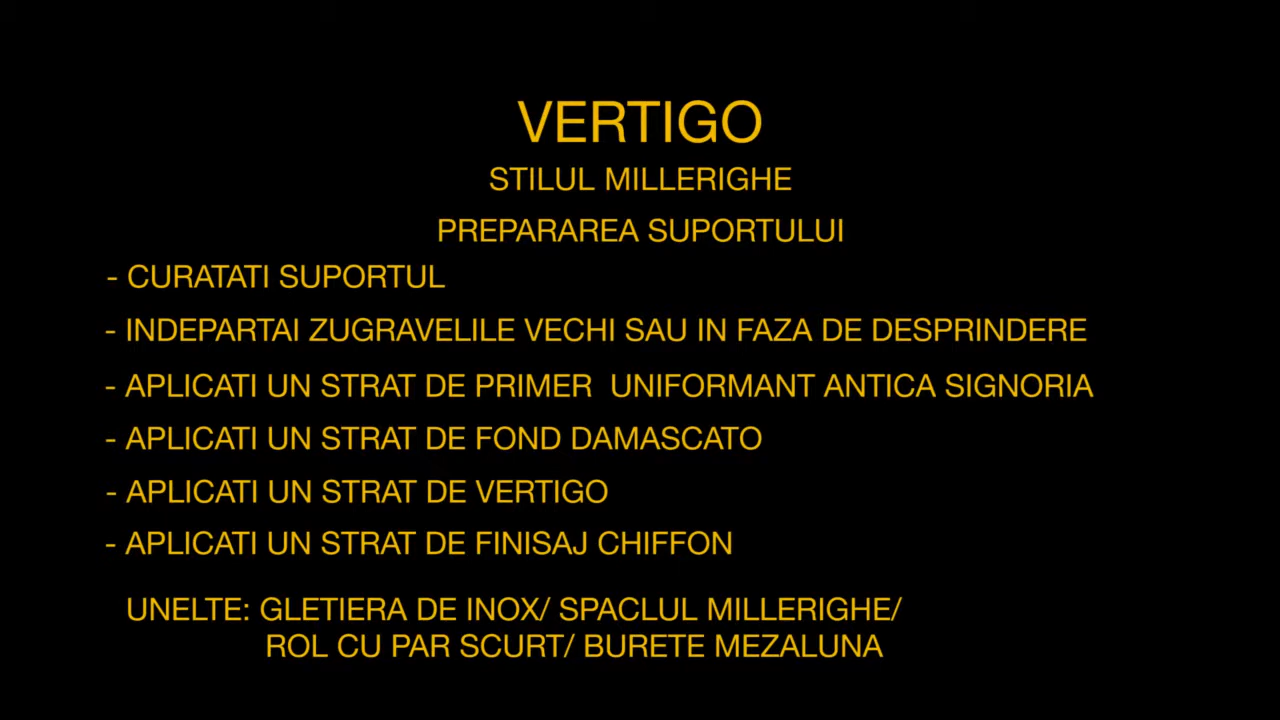 VERTIGO
STILUL MILLERIGHE
PREPARAREA SUPORTULUI
- CURATATI SUPORTUL
- INDEPARTAI ZUGRAVELILE VECHI SAU IN FAZA DE DESPRINDERE
- APLICATI UN STRAT DE PRIMER  UNIFORMANT ANTICA SIGNORIA
- APLICATI UN STRAT DE FOND DAMASCATO
- APLICATI UN STRAT DE VERTIGO
- APLICATI UN STRAT DE FINISAJ CHIFFON
UNELTE: GLETIERA DE INOX/ SPACLUL MILLERIGHE/
ROL CU PAR SCURT/ BURETE MEZALUNA